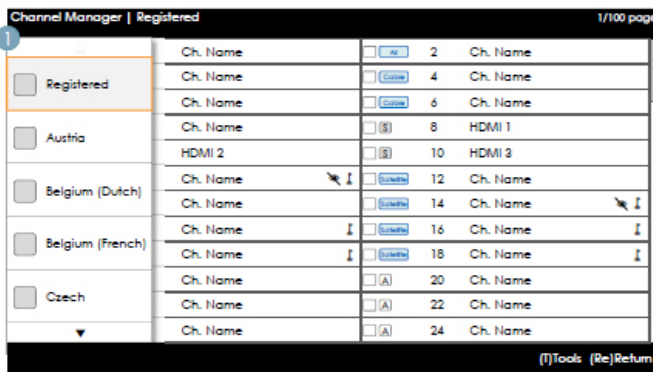 Channel Manager | Registered 1/100 page
1
Registered
Austria
Belgium (Dutch)
Belgium (French)
Czech
Ch. Name Air 2 Ch. Name
Ch. Name Cable 4 Ch. Name
Ch. Name Cable 6 Ch. Name
Ch. Name S 8 HDMI 1
HDMI 2 S 10 HDMI 3
Ch. Name Satellite 12 Ch. Name
Ch. Name Satellite 14 Ch. Name
Ch. Name Satellite 16 Ch. Name
Ch. Name Satellite 18 Ch. Name
Ch. Name A 20 Ch. Name
Ch. Name A 22 Ch. Name
Ch. Name A 24 Ch. Name
(T)Tools (Re)Return